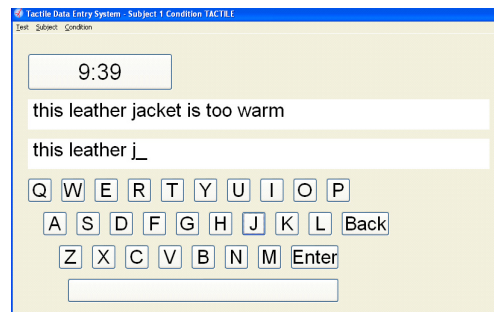 Tactile Data Entry System - Subject 1 Condition TACTILE
Test Subject Condition
9:39
this leather jacket is too warm
this leather j_
Q W E R T Y U I O P
A S D F G H J K L Back
Z X C V B N M Enter